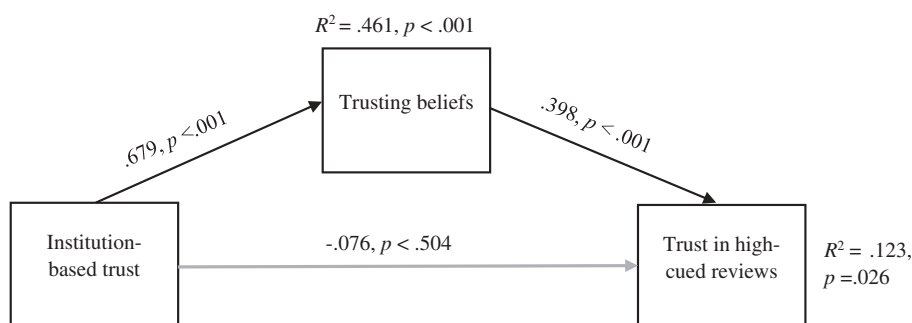 R² = .461, p < .001
Trusting beliefs
.679, p <.001
.398, p <.001
Institution-
based trust
-.076, p < .504
Trust in high-
cued reviews
R² = .123,
p =.026